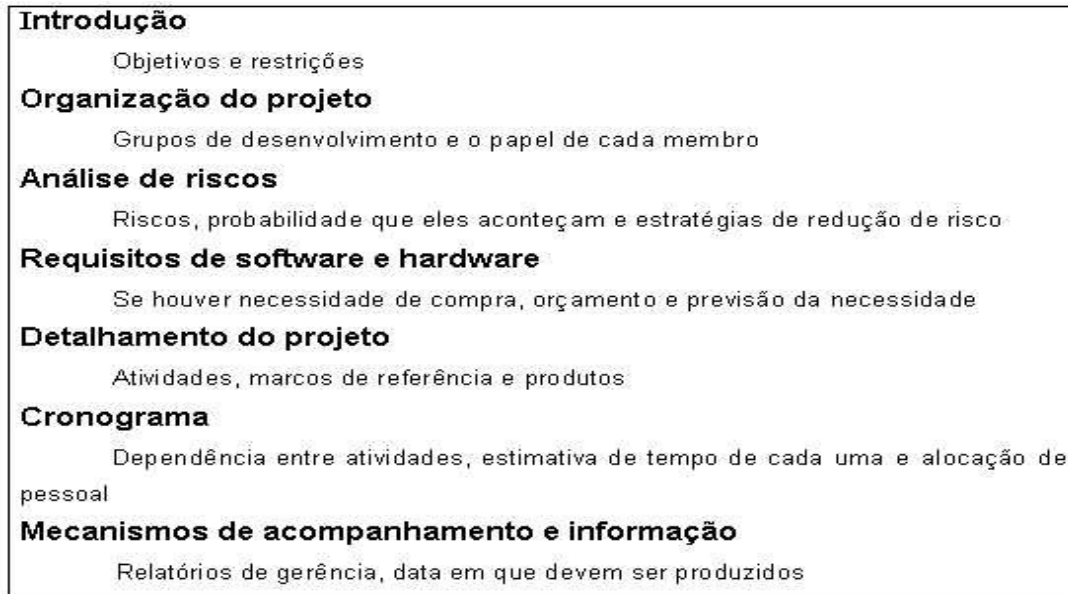 Introdução
Objetivos e restrições
Organização do projeto
Grupos de desenvolvimento e o papel de cada membro
Análise de riscos
Riscos, probabilidade que eles aconteçam e estratégias de redução de risco
Requisitos de software e hardware
Se houver necessidade de compra, orçamento e previsão da necessidade
Detalhamento do projeto
Atividades, marcos de referência e produtos
Cronograma
Dependência entre atividades, estimativa de tempo de cada uma e alocação de
pessoal
Mecanismos de acompanhamento e informação
Relatórios de gerência, data em que devem ser produzidos